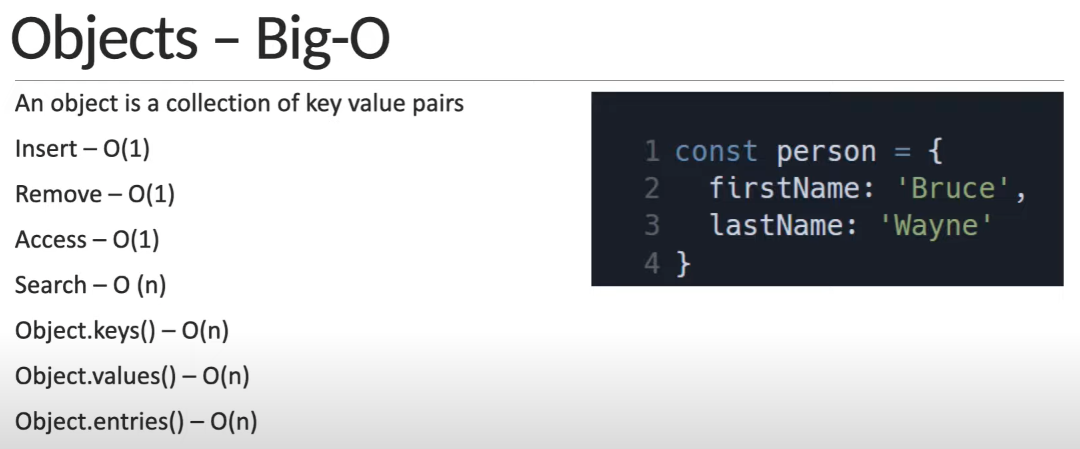 Objects – Big-O
An object is a collection of key value pairs
Insert – O(1)
Remove – O(1)
Access – O(1)
Search – O (n)
Object.keys() – O(n)
Object.values() – O(n)
Object.entries() – O(n)
1 const person = {
2   firstName: 'Bruce',
3   lastName: 'Wayne'
4 }